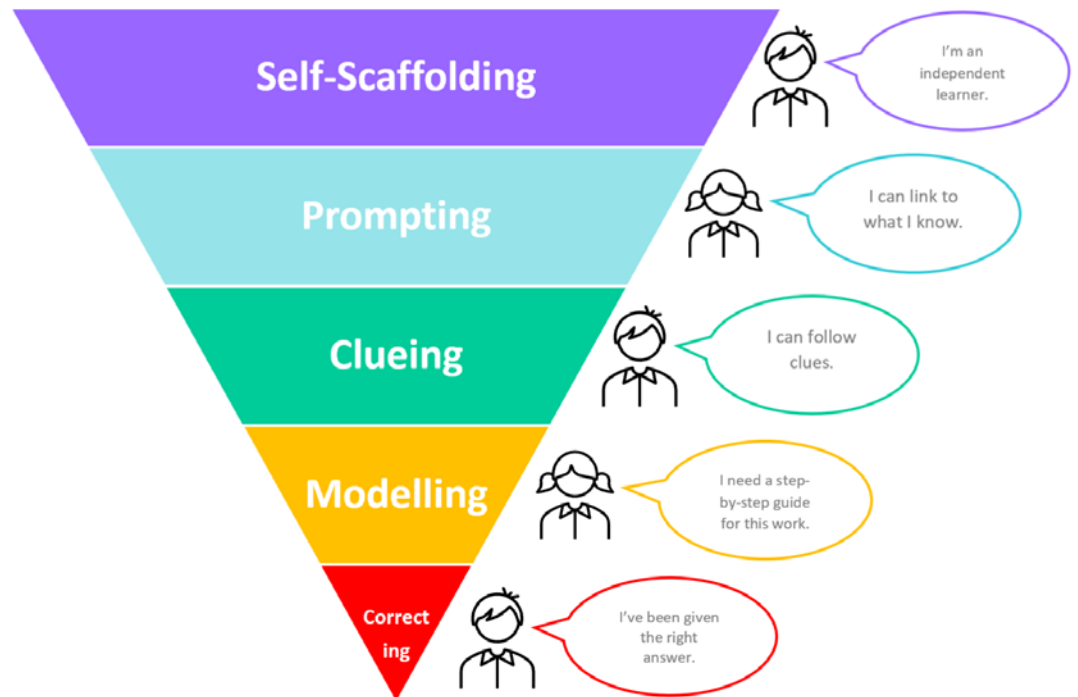 Self-Scaffolding
I'm an
independent
learner.
Prompting
I can link to
what I know.
Clueing
I can follow
clues.
Modelling
I need a step-
by-step guide
for this work.
Correct
ing
I've been given
the right
answer.